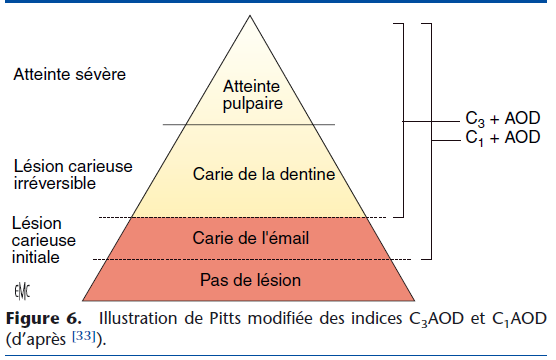 Atteinte sévère
Atteinte
pulpaire
C₃ + AOD
C₁ + AOD
Lésion carieuse
irréversible
Carie de la dentine
Lésion
carieuse
initiale
Carie de l'émail
Pas de lésion
EMC
Figure 6. Illustration de Pitts modifiée des indices C₃AOD et C₁AOD
(d'après [33]).